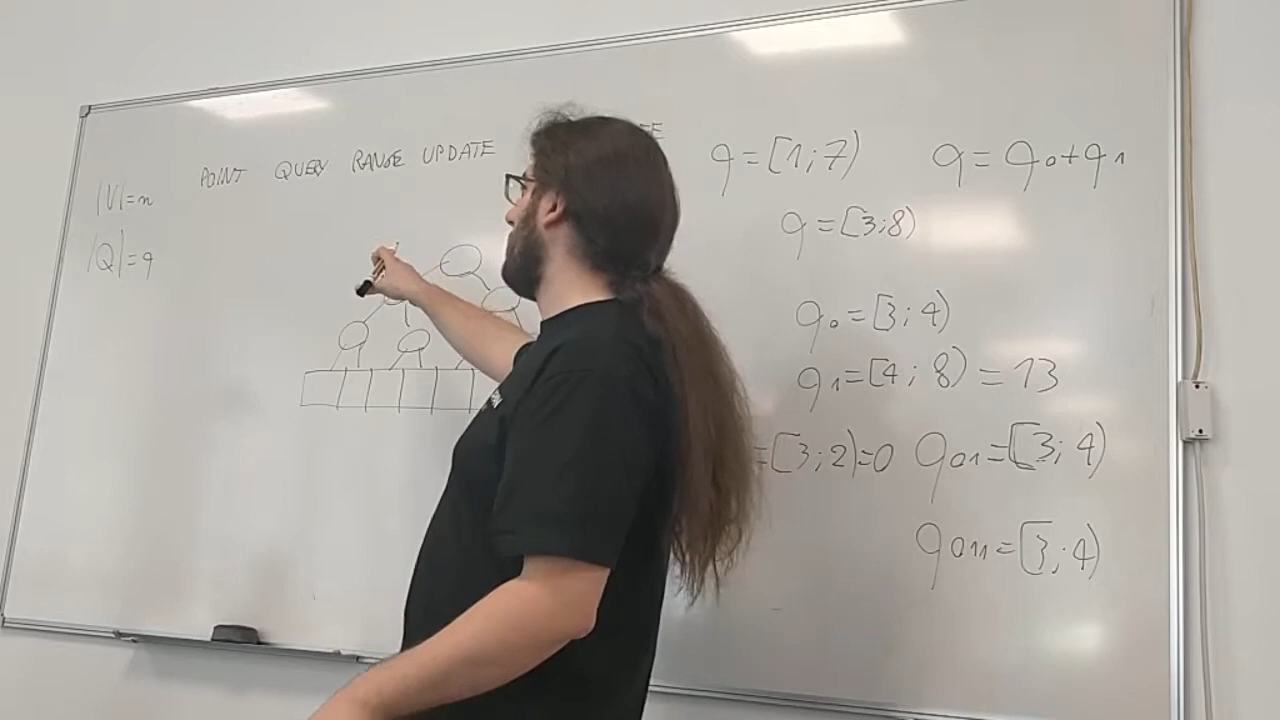 POINT QUERY RANGE UPDATE
|V|=n
|Q|=q
q=[1;7) q=q0+q1
q=[3;8)
q0=[3;4)
q1=[4;8)=13
=[3;2)=0 q01=[3;4)
q011=[3;4)